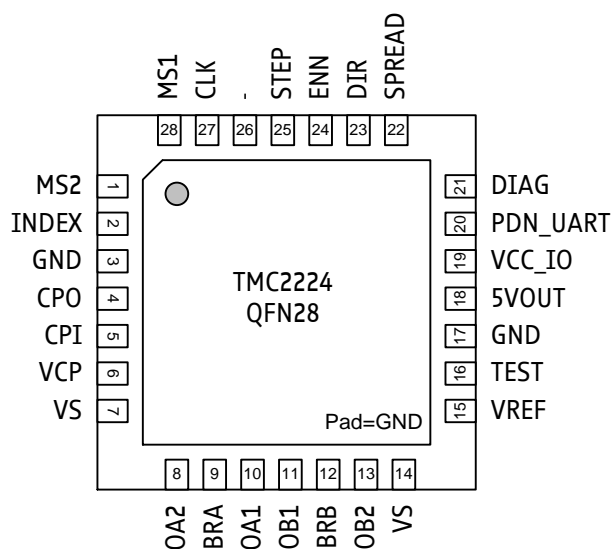 MS1
CLK
-
STEP
ENN
DIR
SPREAD
28
27
26
25
24
23
22
MS2 1
INDEX 2
GND 3
CPO 4
CPI 5
VCP 6
VS 7
TMC2224
QFN28
Pad=GND
21 DIAG
20 PDN_UART
19 VCC_IO
18 5VOUT
17 GND
16 TEST
15 VREF
8
9
10
11
12
13
14
OA2
BRA
OA1
OB1
BRB
OB2
VS